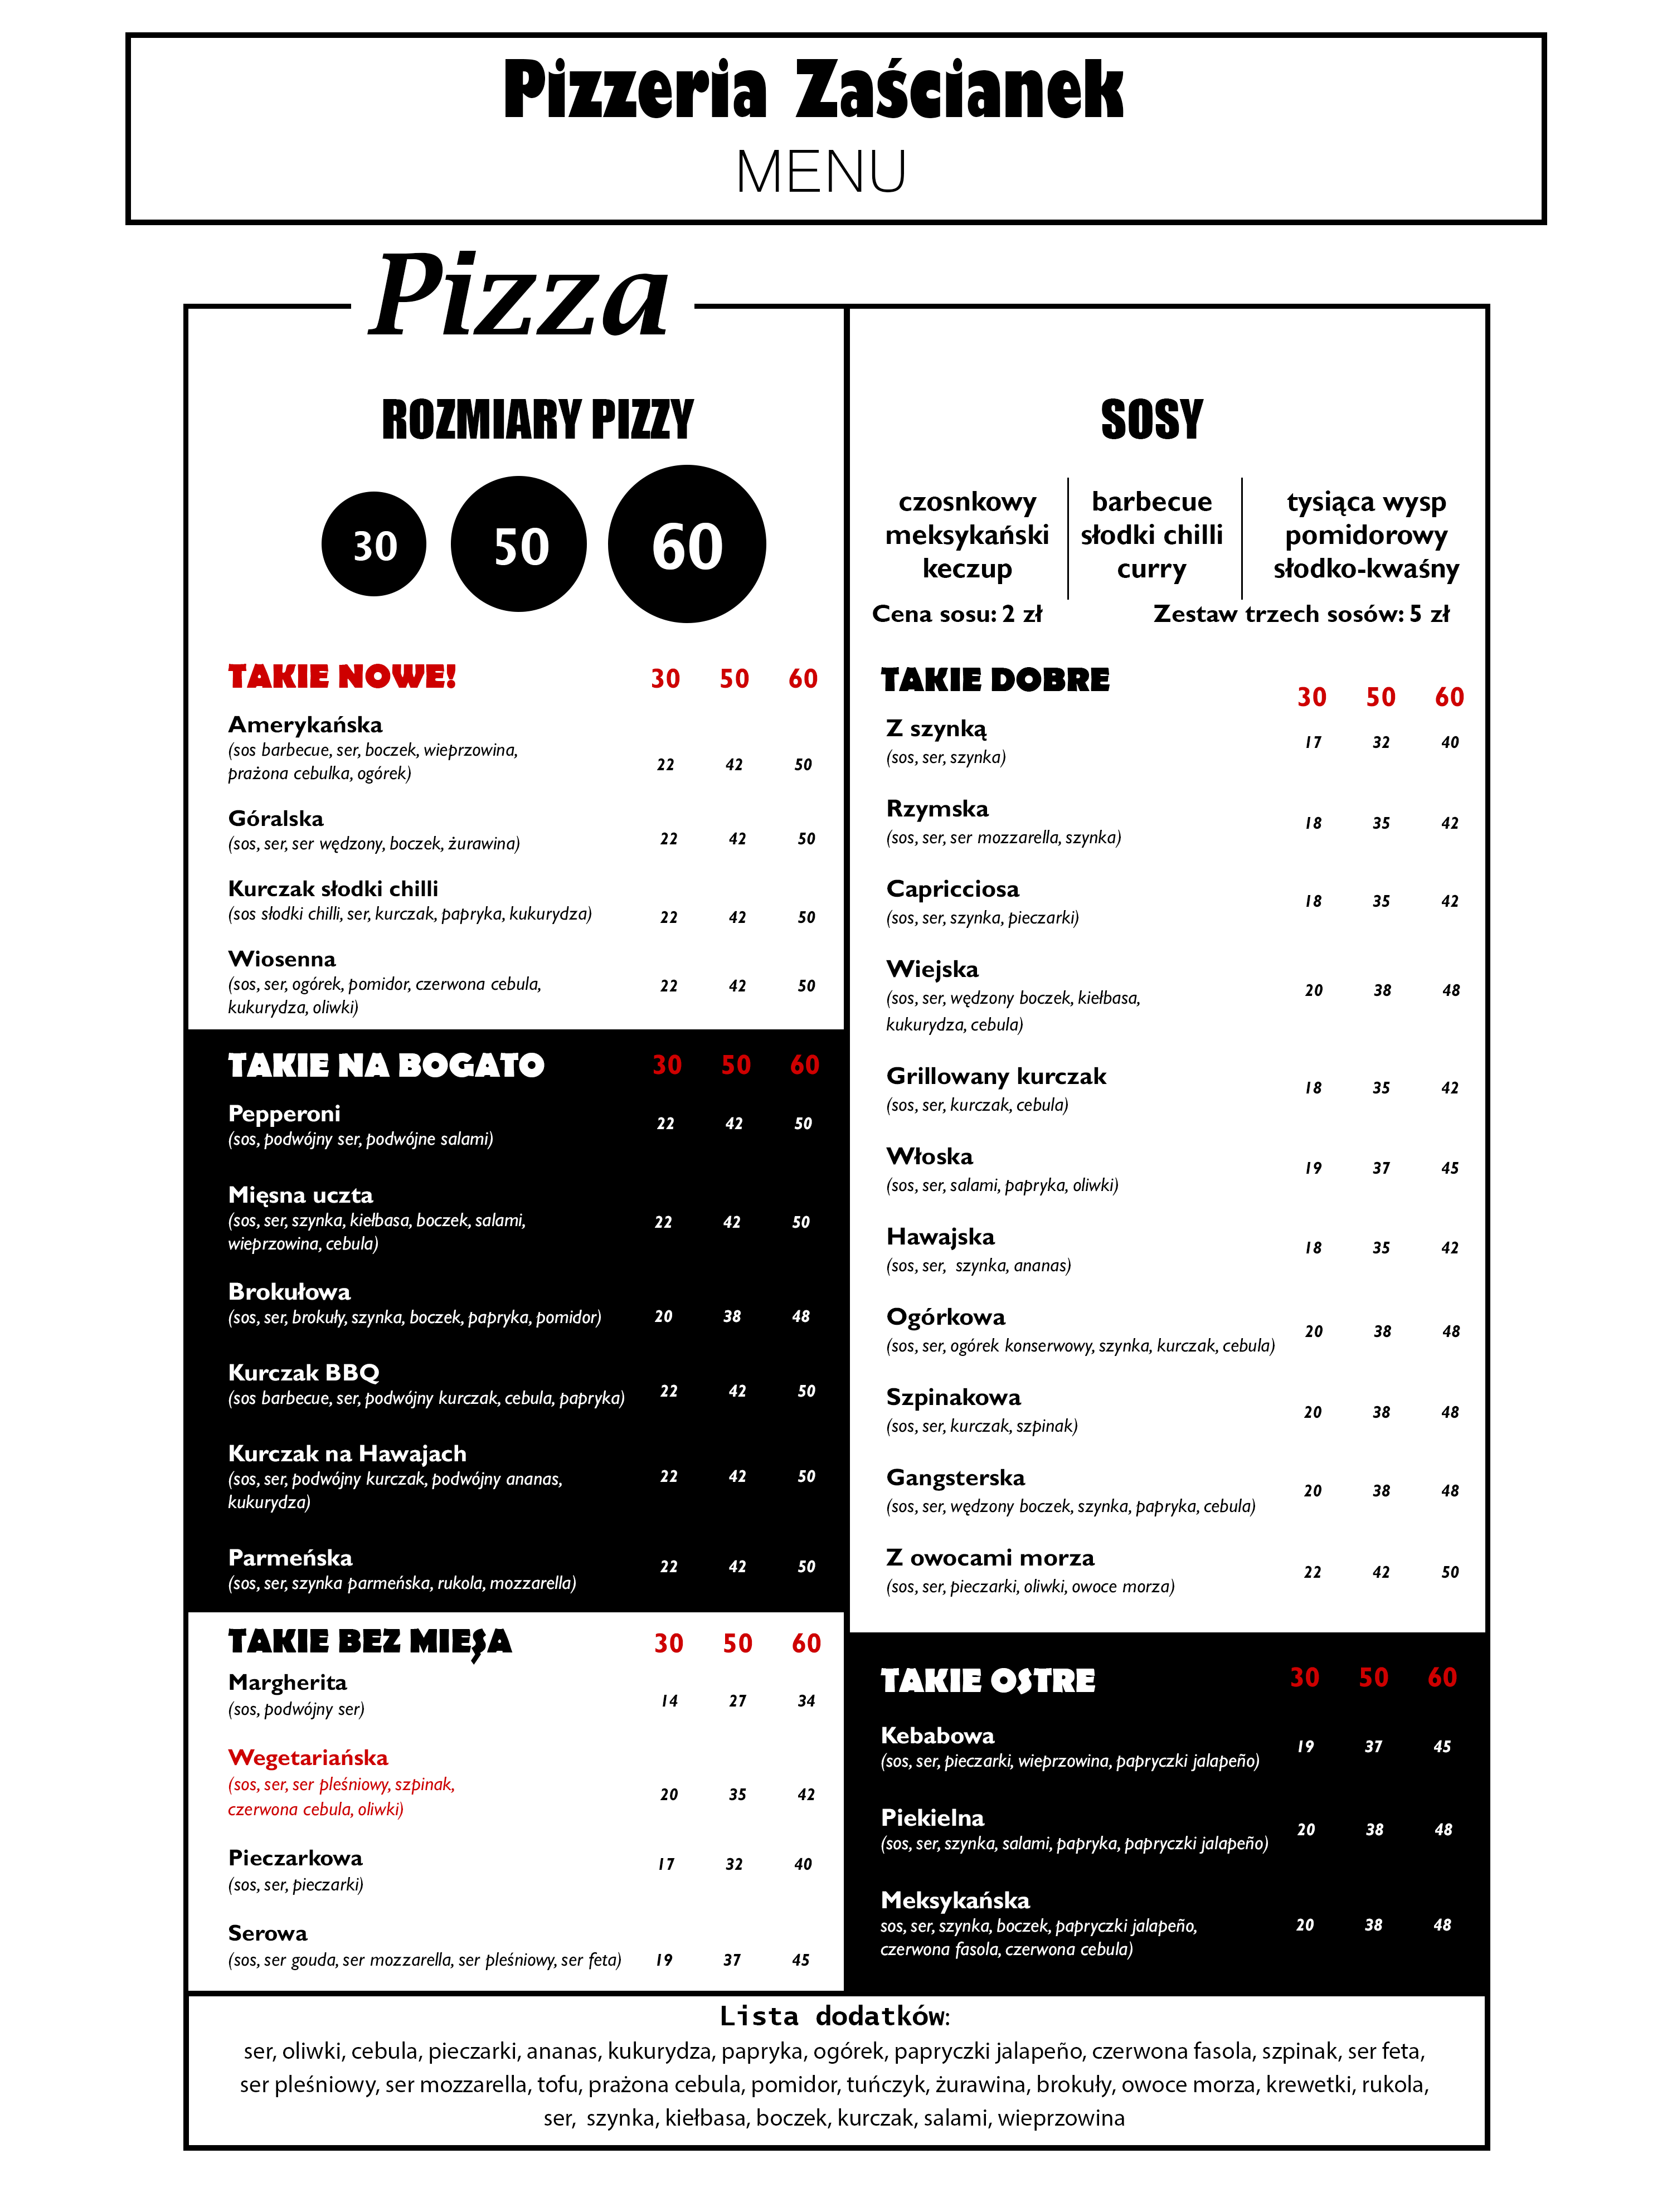 Pizzeria Zaścianek
MENU
Pizza
ROZMIARY PIZZY
30 50 60
TAKIE NOWE! 30 50 60
Amerykańska
(sos barbecue, ser, boczek, wieprzowina,
prażona cebulka, ogórek) 22 42 50
Góralska
(sos, ser, ser wędzony, boczek, żurawina) 22 42 50
Kurczak słodki chilli
(sos słodki chilli, ser, kurczak, papryka, kukurydza) 22 42 50
Wiosenna
(sos, ser, ogórek, pomidor, czerwona cebula, 22 42 50
kukurydza, oliwki)
TAKIE NA BOGATO 30 50 60
Pepperoni 22 42 50
(sos, podwójny ser, podwójne salami)
Mięsna uczta
(sos, ser, szynka, kiełbasa, boczek, salami, 22 42 50
wieprzowina, cebula)
Brokułowa
(sos, ser, brokuły, szynka, boczek, papryka, pomidor) 20 38 48
Kurczak BBQ
(sos barbecue, ser, podwójny kurczak, cebula, papryka) 22 42 50
Kurczak na Hawajach
(sos, ser, podwójny kurczak, podwójny ananas, 22 42 50
kukurydza)
Parmeńska
(sos, ser, szynka parmeńska, rukola, mozzarella) 22 42 50
TAKIE BEZ MIĘSA 30 50 60
Margherita
(sos, podwójny ser) 14 27 34
Wegetariańska
(sos, ser, ser pleśniowy, szpinak, 20 35 42
czerwona cebula, oliwki)
Pieczarkowa 17 32 40
(sos, ser, pieczarki)
Serowa
(sos, ser gouda, ser mozzarella, ser pleśniowy, ser feta) 19 37 45
SOSY
czosnkowy barbecue tysiąca wysp
meksykański słodki chilli pomidorowy
keczup curry słodko-kwaśny
Cena sosu: 2 zł Zestaw trzech sosów: 5 zł
TAKIE DOBRE 30 50 60
Z szynką 17 32 40
(sos, ser, szynka)
Rzymska 18 35 42
(sos, ser, ser mozzarella, szynka)
Capricciosa 18 35 42
(sos, ser, szynka, pieczarki)
Wiejska
(sos, ser, wędzony boczek, kiełbasa, 20 38 48
kukurydza, cebula)
Grillowany kurczak 18 35 42
(sos, ser, kurczak, cebula)
Włoska 19 37 45
(sos, ser, salami, papryka, oliwki)
Hawajska 18 35 42
(sos, ser, szynka, ananas)
Ogórkowa 20 38 48
(sos, ser, ogórek konserwowy, szynka, kurczak, cebula)
Szpinakowa 20 38 48
(sos, ser, kurczak, szpinak)
Gangsterska 20 38 48
(sos, ser, wędzony boczek, szynka, papryka, cebula)
Z owocami morza 22 42 50
(sos, ser, pieczarki, oliwki, owoce morza)
TAKIE OSTRE 30 50 60
Kebabowa 19 37 45
(sos, ser, pieczarki, wieprzowina, papryczki jalapeño)
Piekielna 20 38 48
(sos, ser, szynka, salami, papryka, papryczki jalapeño)
Meksykańska
sos, ser, szynka, boczek, papryczki jalapeño, 20 38 48
czerwona fasola, czerwona cebula)
Lista dodatków:
ser, oliwki, cebula, pieczarki, ananas, kukurydza, papryka, ogórek, papryczki jalapeño, czerwona fasola, szpinak, ser feta,
ser pleśniowy, ser mozzarella, tofu, prażona cebula, pomidor, tuńczyk, żurawina, brokuły, owoce morza, krewetki, rukola,
ser, szynka, kiełbasa, boczek, kurczak, salami, wieprzowina